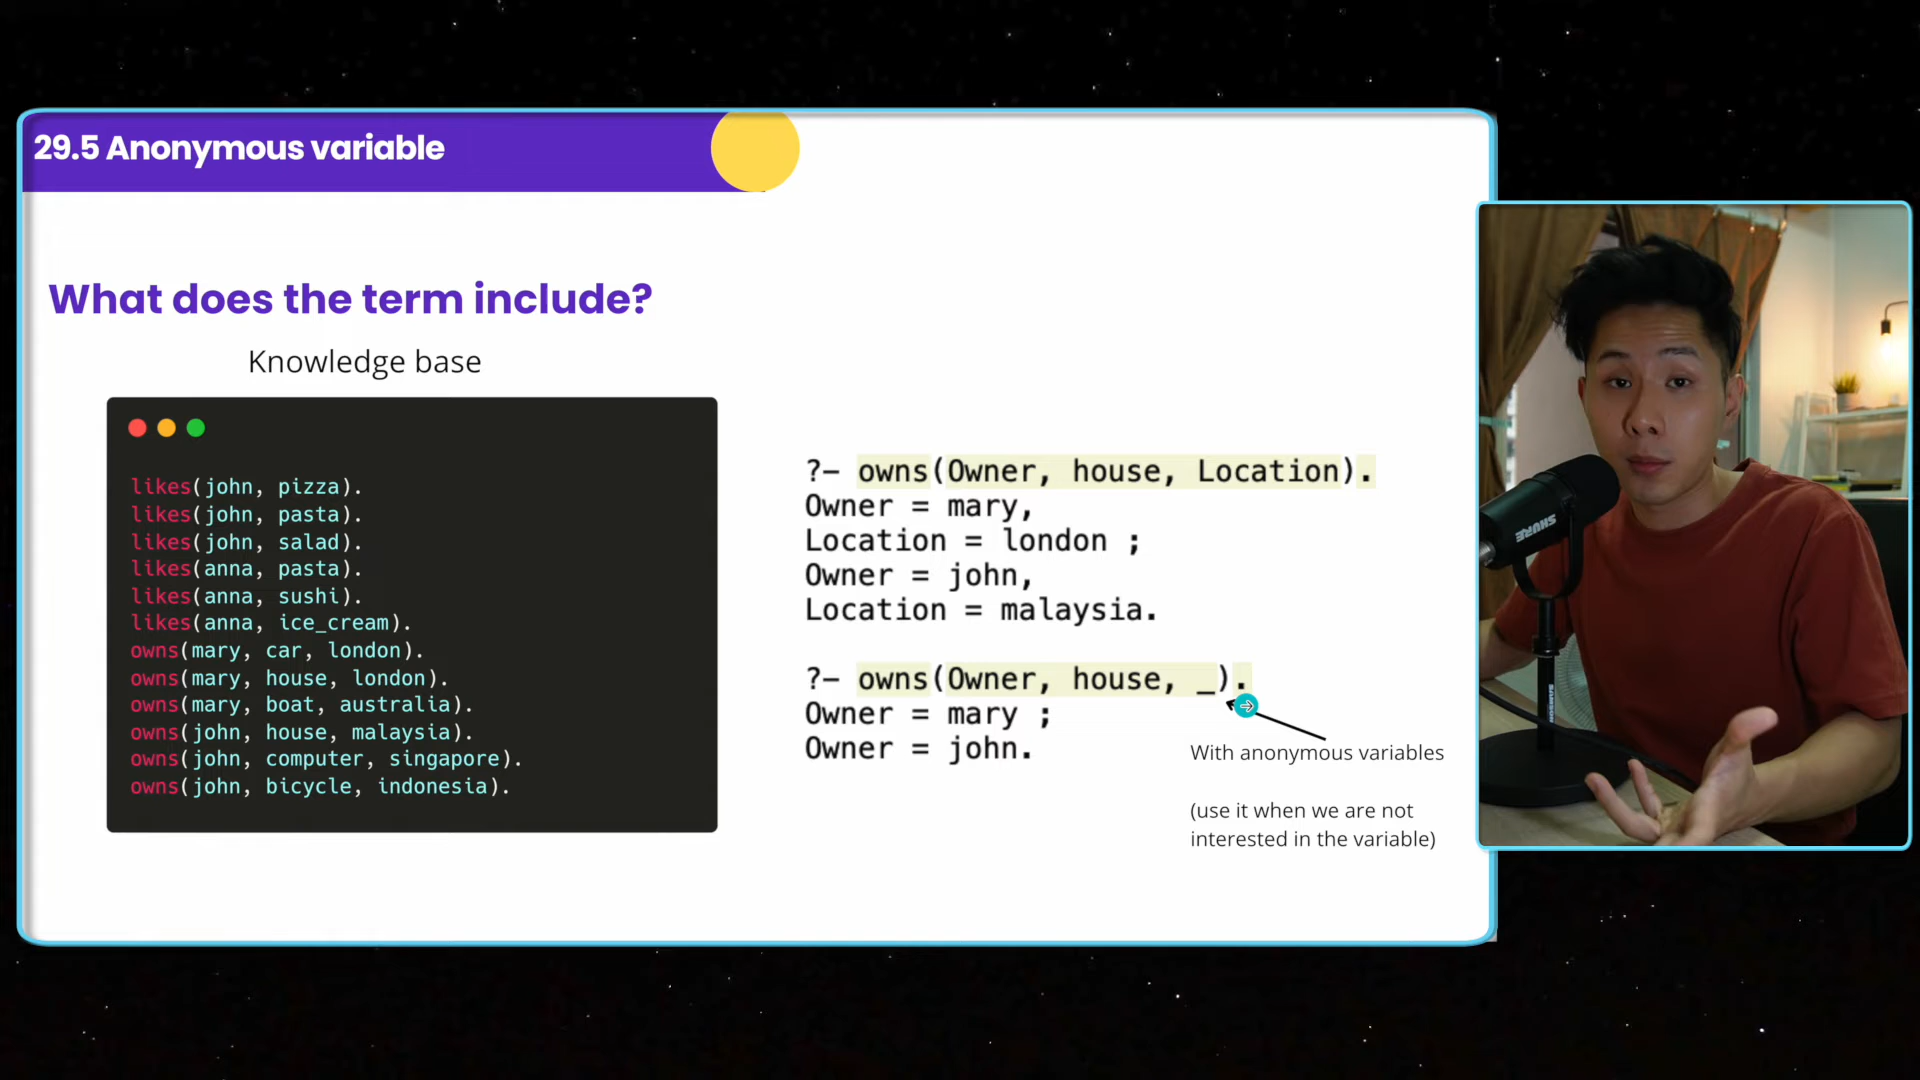 29.5 Anonymous variable
What does the term include?
Knowledge base
likes(john, pizza).
likes(john, pasta).
likes(john, salad).
likes(anna, pasta).
likes(anna, sushi).
likes(anna, ice_cream).
owns(mary, car, london).
owns(mary, house, london).
owns(mary, boat, australia).
owns(john, house, malaysia).
owns(john, computer, singapore).
owns(john, bicycle, indonesia).
?- owns(Owner, house, Location).
Owner = mary,
Location = london ;
Owner = john,
Location = malaysia.
?- owns(Owner, house, _).
Owner = mary ;
Owner = john.
With anonymous variables
(use it when we are not
interested in the variable)
SHURE